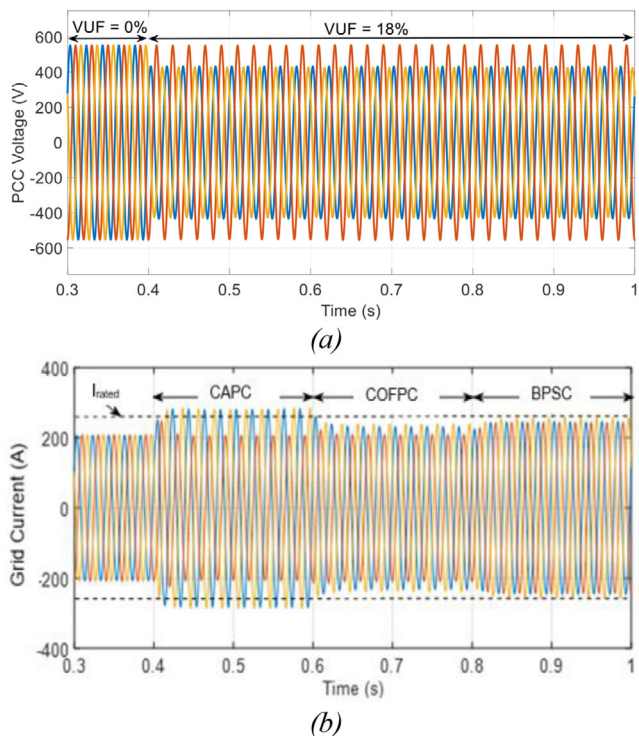 VUF = 0%
VUF = 18%
600
400
200
0
-200
-400
-600
PCC Voltage (V)
0.3 0.4 0.5 0.6 0.7 0.8 0.9 1
Time (s)
(a)
400
200
0
-200
-400
Grid Current (A)
Irated
CAPC
COFPC
BPSC
0.3 0.4 0.5 0.6 0.7 0.8 0.9 1
Time (s)
(b)